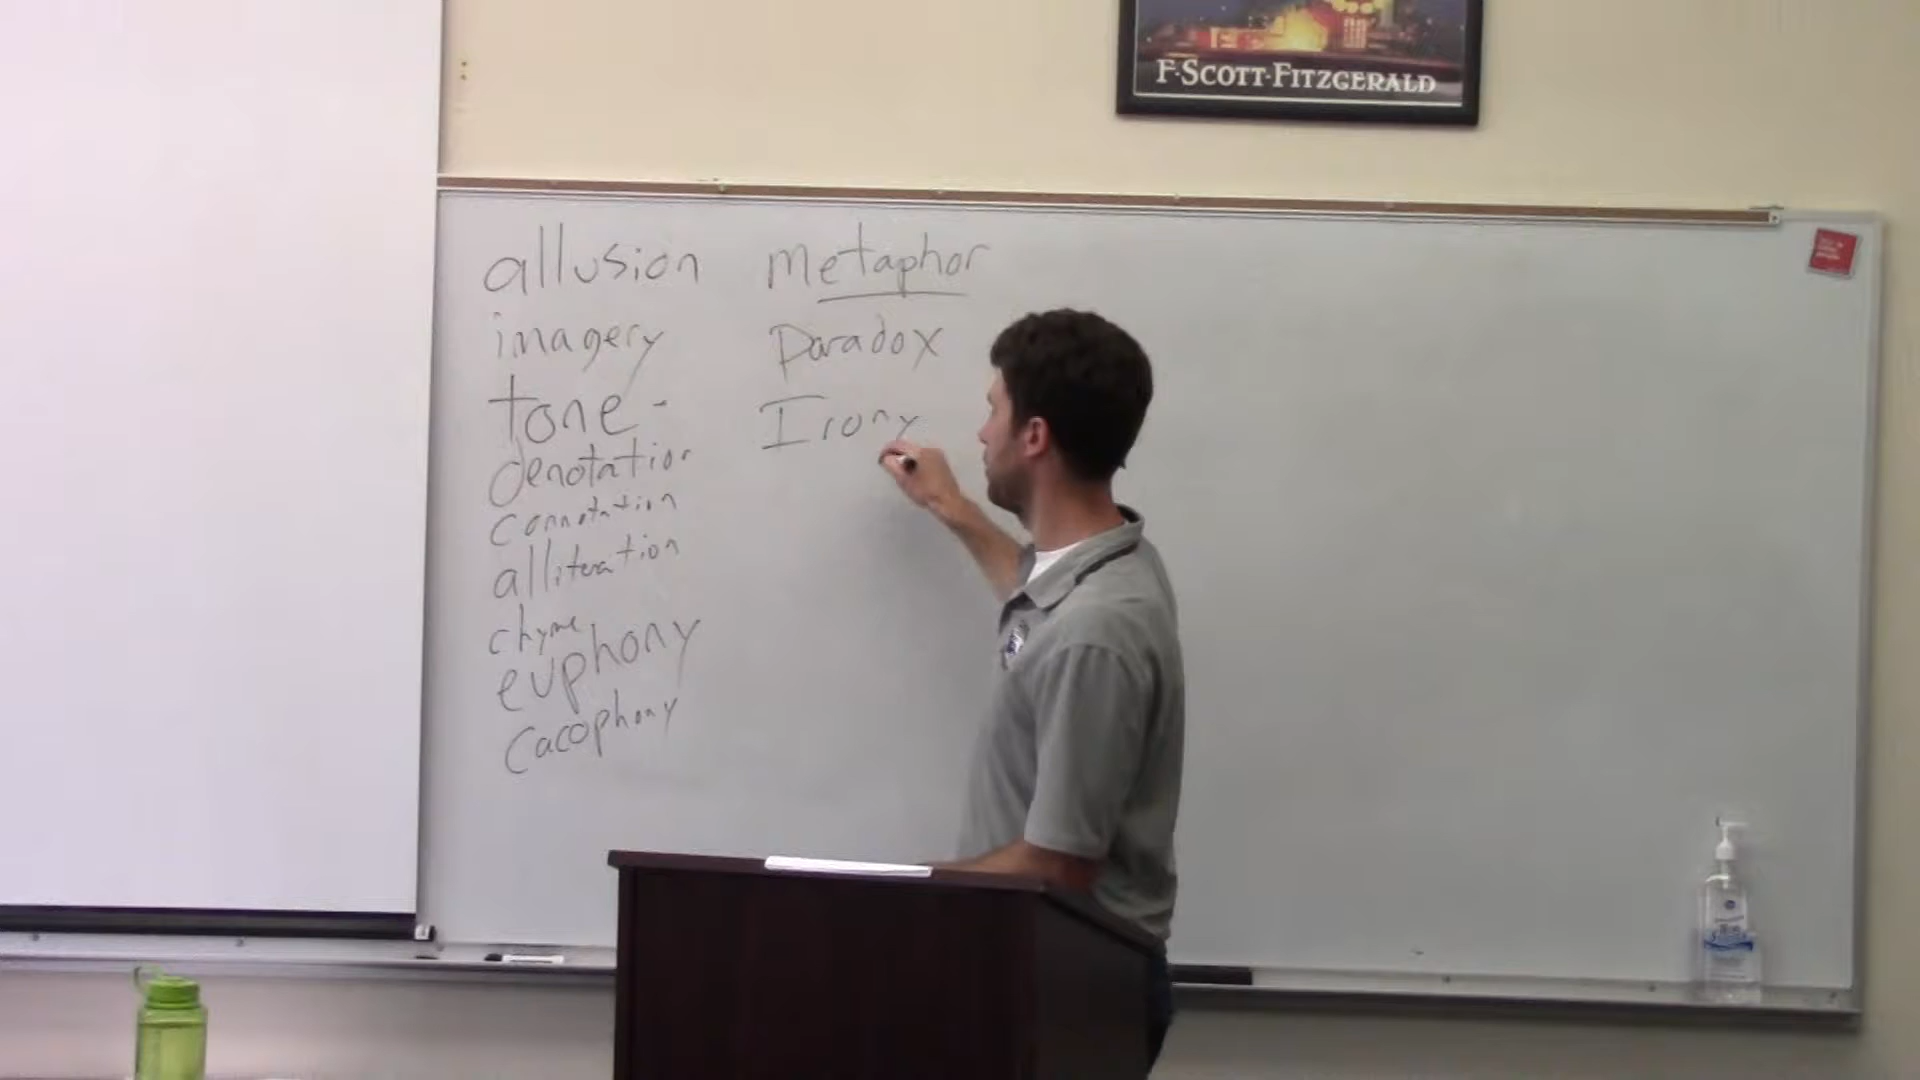 F·SCOTT·FITZGERALD
allusion
imagery
tone -
denotation
connotation
alliteration
rhyme
euphony
cacophony
metaphor
Paradox
Irony